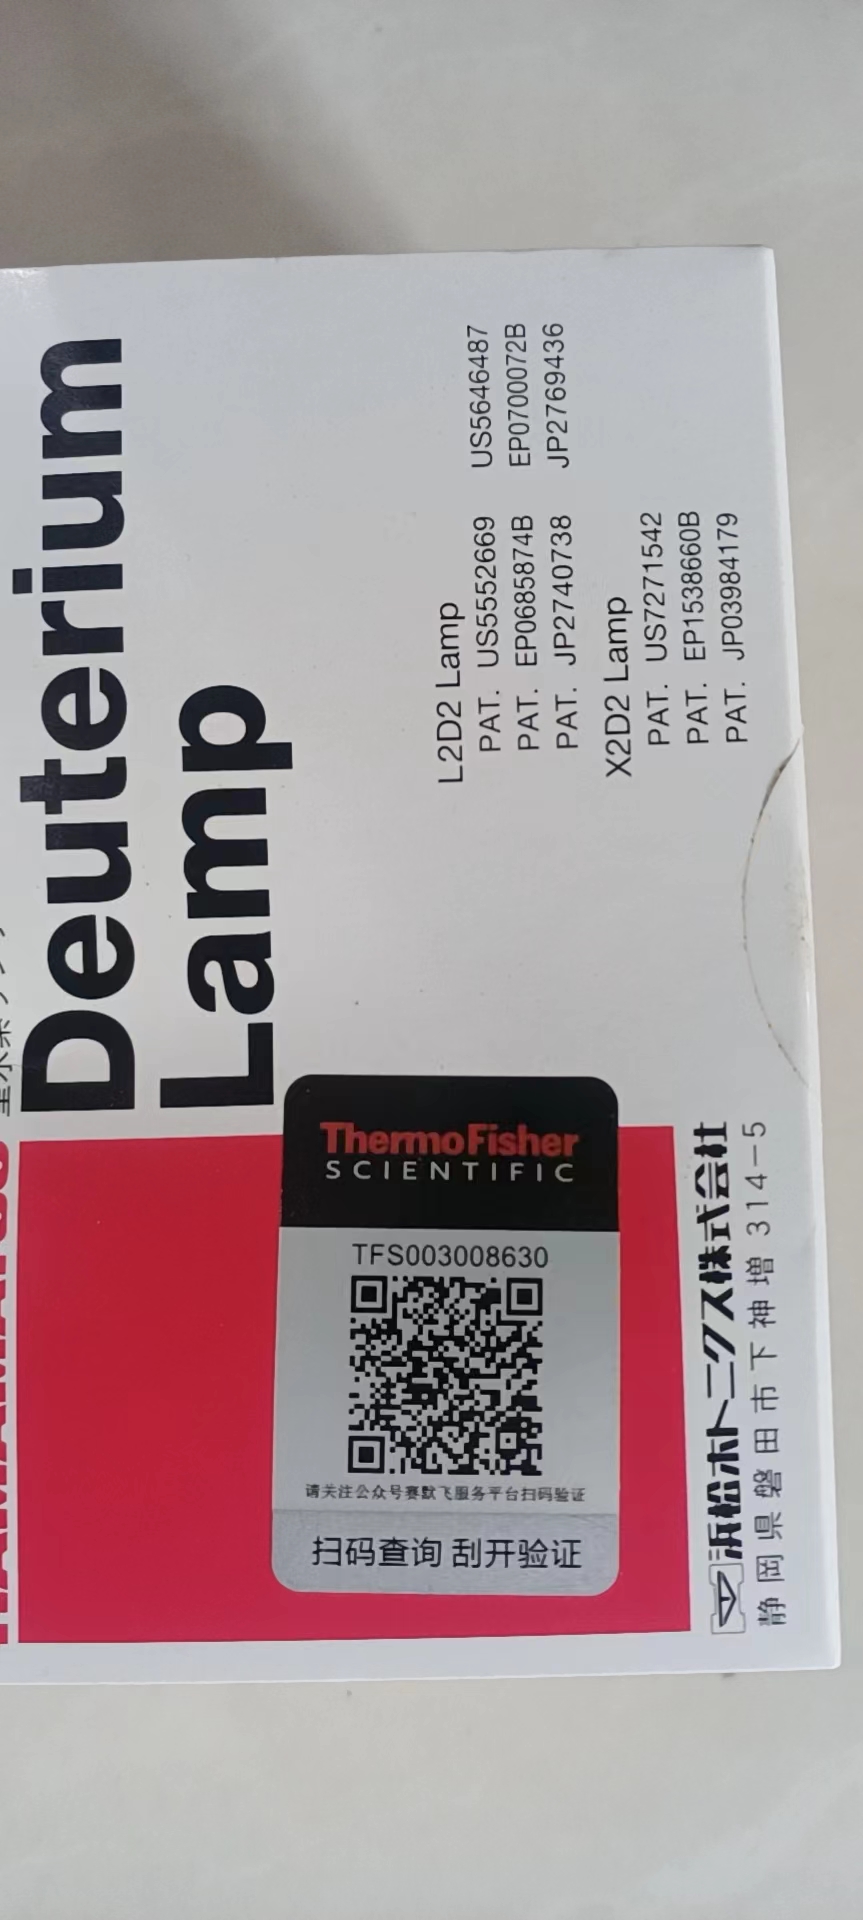 Deuterium
Lamp
L2D2 Lamp
PAT. US5552669 US5646487
PAT. EP0685874B EP0700072B
PAT. JP2740738 JP2769436
X2D2 Lamp
PAT. US7271542
PAT. EP1538660B
PAT. JP03984179
ThermoFisher
SCIENTIFIC
TFS003008630
请关注公众号赛默飞服务平台扫码验证
扫码查询 刮开验证
浜松ホトニクス株式会社
静岡県磐田市下神増314-5